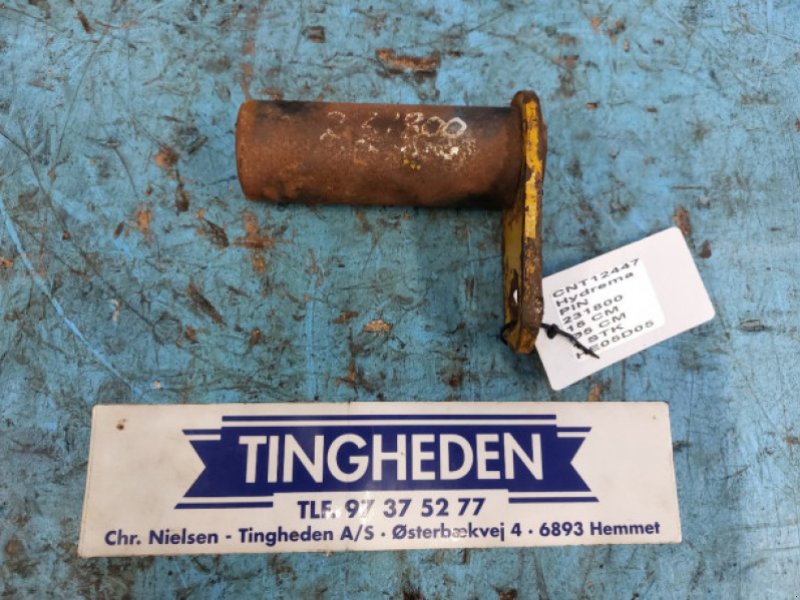 CNT12447
Hydrema
PIN
231800
15 CM
STK
HE05D05
TINGHEDEN
TLF. 97 37 52 77
Chr. Nielsen - Tingheden A/S · Østerbækvej 4 · 6893 Hemmet